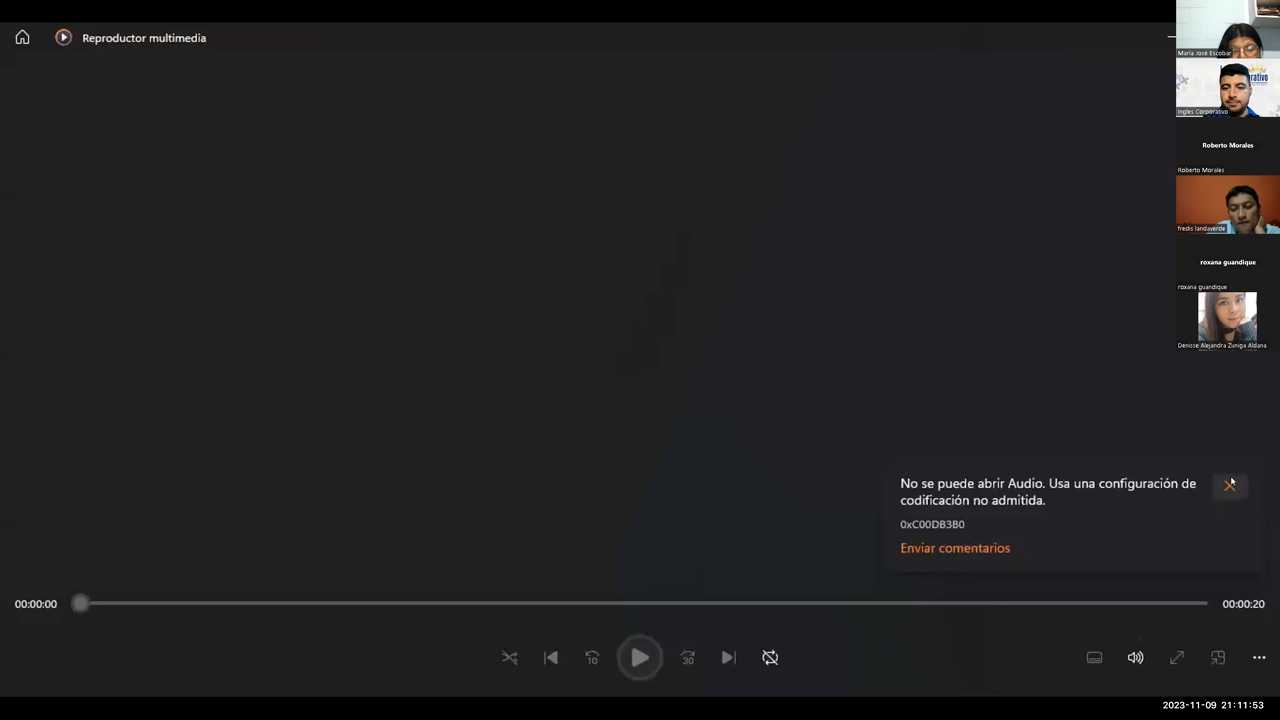 Reproductor multimedia
María José Escobar
Ingles Corporativo
Roberto Morales
Roberto Morales
fredis landaverde
roxana guandique
roxana guandique
Denisse Alejandra Zuniga Aldana
No se puede abrir Audio. Usa una configuración de
codificación no admitida.
0xC00DB3B0
Enviar comentarios
00:00:00
00:00:20
10
30
2023-11-09 21:11:53